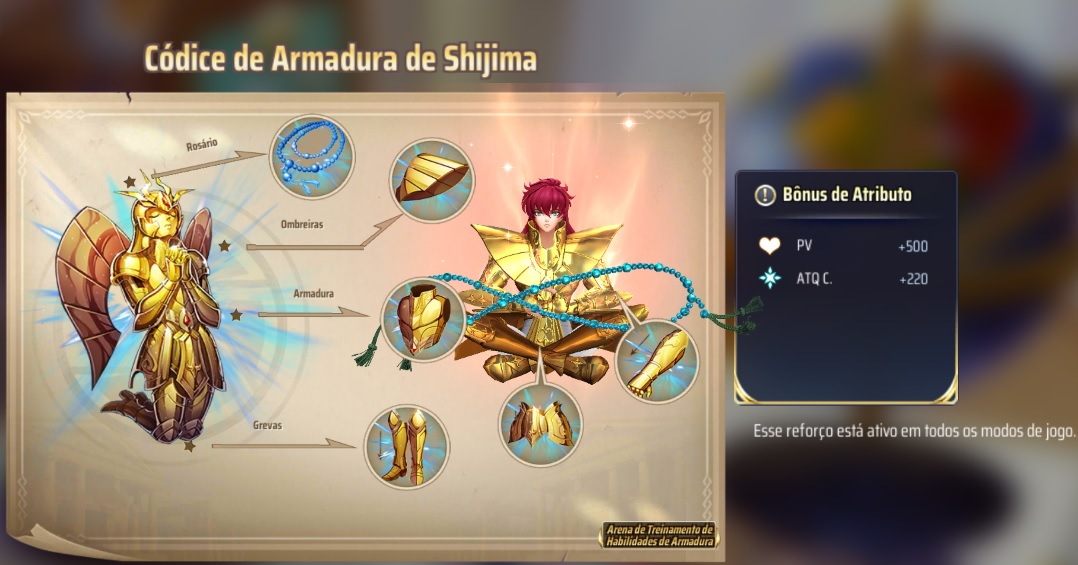 Códice de Armadura de Shijima
Rosário
Ombreiras
Armadura
Grevas
Arena de Treinamento de
Habilidades de Armadura
Bônus de Atributo
PV +500
ATQ C. +220
Esse reforço está ativo em todos os modos de jogo.